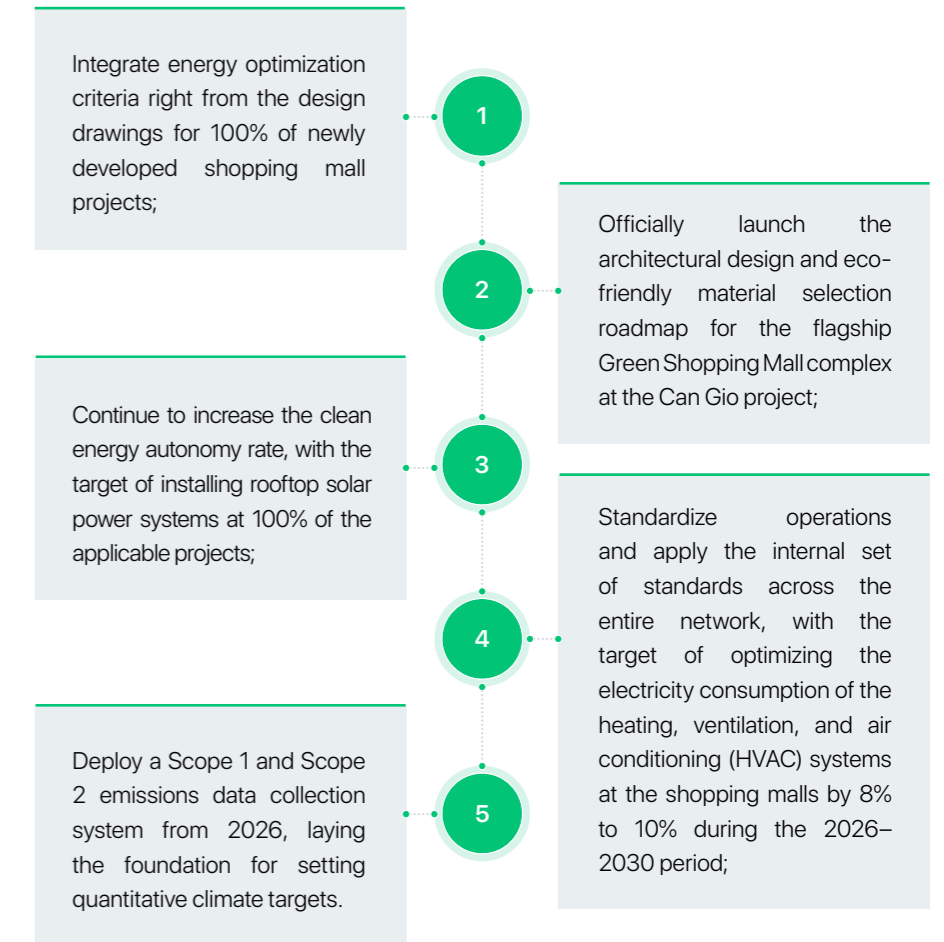 Integrate energy optimization
criteria right from the design
drawings for 100% of newly
developed shopping mall
projects;
1
Officially launch the
architectural design and eco-
friendly material selection
roadmap for the flagship
Green Shopping Mall complex
at the Can Gio project;
2
Continue to increase the clean
energy autonomy rate, with the
target of installing rooftop solar
power systems at 100% of the
applicable projects;
3
Standardize operations
and apply the internal set
of standards across the
entire network, with the
target of optimizing the
electricity consumption of the
heating, ventilation, and air
conditioning (HVAC) systems
at the shopping malls by 8%
to 10% during the 2026–
2030 period;
4
Deploy a Scope 1 and Scope
2 emissions data collection
system from 2026, laying
the foundation for setting
quantitative climate targets.
5